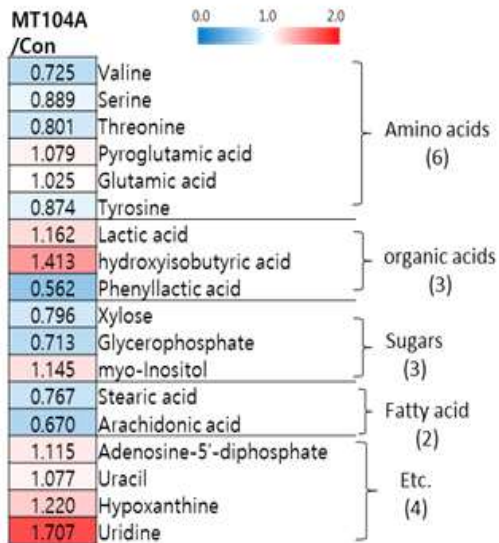 MT104A
/Con
0.0 1.0 2.0
0.725 Valine
0.889 Serine
0.801 Threonine
1.079 Pyroglutamic acid
1.025 Glutamic acid
0.874 Tyrosine
Amino acids
(6)
1.162 Lactic acid
1.413 hydroxyisobutyric acid
0.562 Phenyllactic acid
organic acids
(3)
0.796 Xylose
0.713 Glycerophosphate
1.145 myo-Inositol
Sugars
(3)
0.767 Stearic acid
0.670 Arachidonic acid
Fatty acid
(2)
1.115 Adenosine-5'-diphosphate
1.077 Uracil
1.220 Hypoxanthine
1.707 Uridine
Etc.
(4)